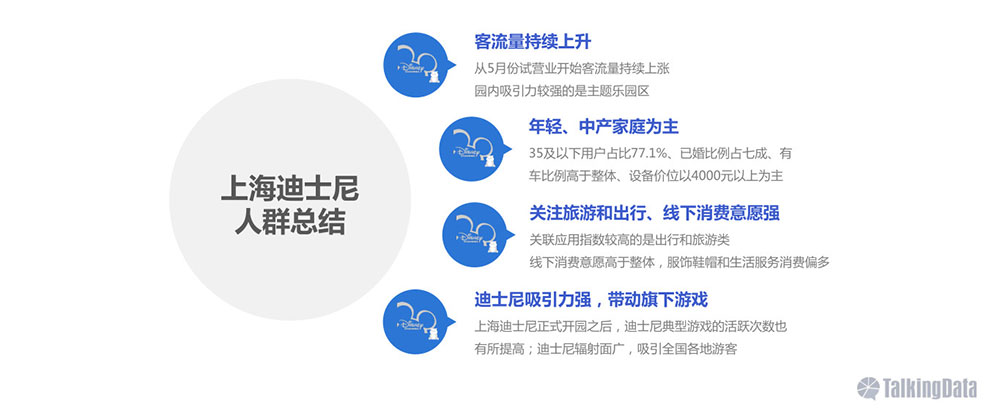 上海迪士尼
人群总结
客流量持续上升
从5月份试营业开始客流量持续上涨
园内吸引力较强的是主题乐园区
年轻、中产家庭为主
35及以下用户占比77.1%、已婚比例占七成、有
车比例高于整体、设备价位以4000元以上为主
关注旅游和出行、线下消费意愿强
关联应用指数较高的是出行和旅游类
线下消费意愿高于整体，服饰鞋帽和生活服务消费偏多
迪士尼吸引力强，带动旗下游戏
上海迪士尼正式开园之后，迪士尼典型游戏的活跃次数也
有所提高；迪士尼辐射面广，吸引全国各地游客
Disney
Disney
Disney
Disney
TalkingData